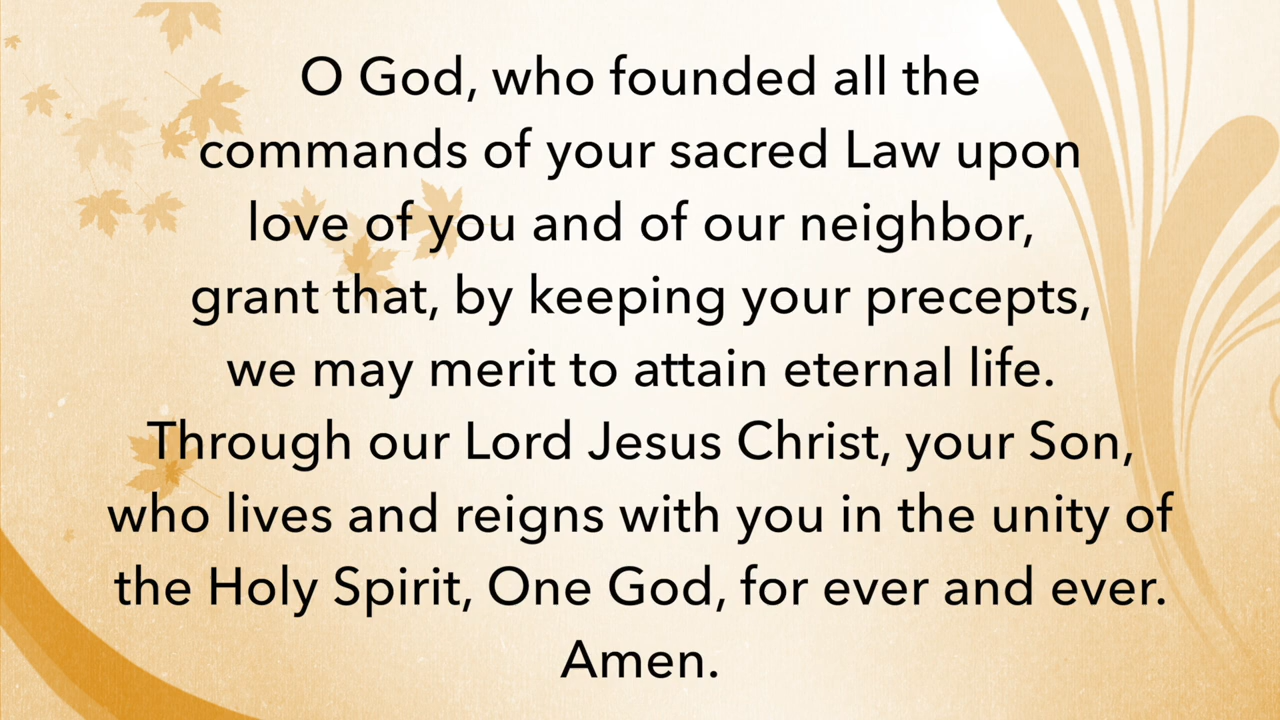 O God, who founded all the
commands of your sacred Law upon
love of you and of our neighbor,
grant that, by keeping your precepts,
we may merit to attain eternal life.
Through our Lord Jesus Christ, your Son,
who lives and reigns with you in the unity of
the Holy Spirit, One God, for ever and ever.
Amen.